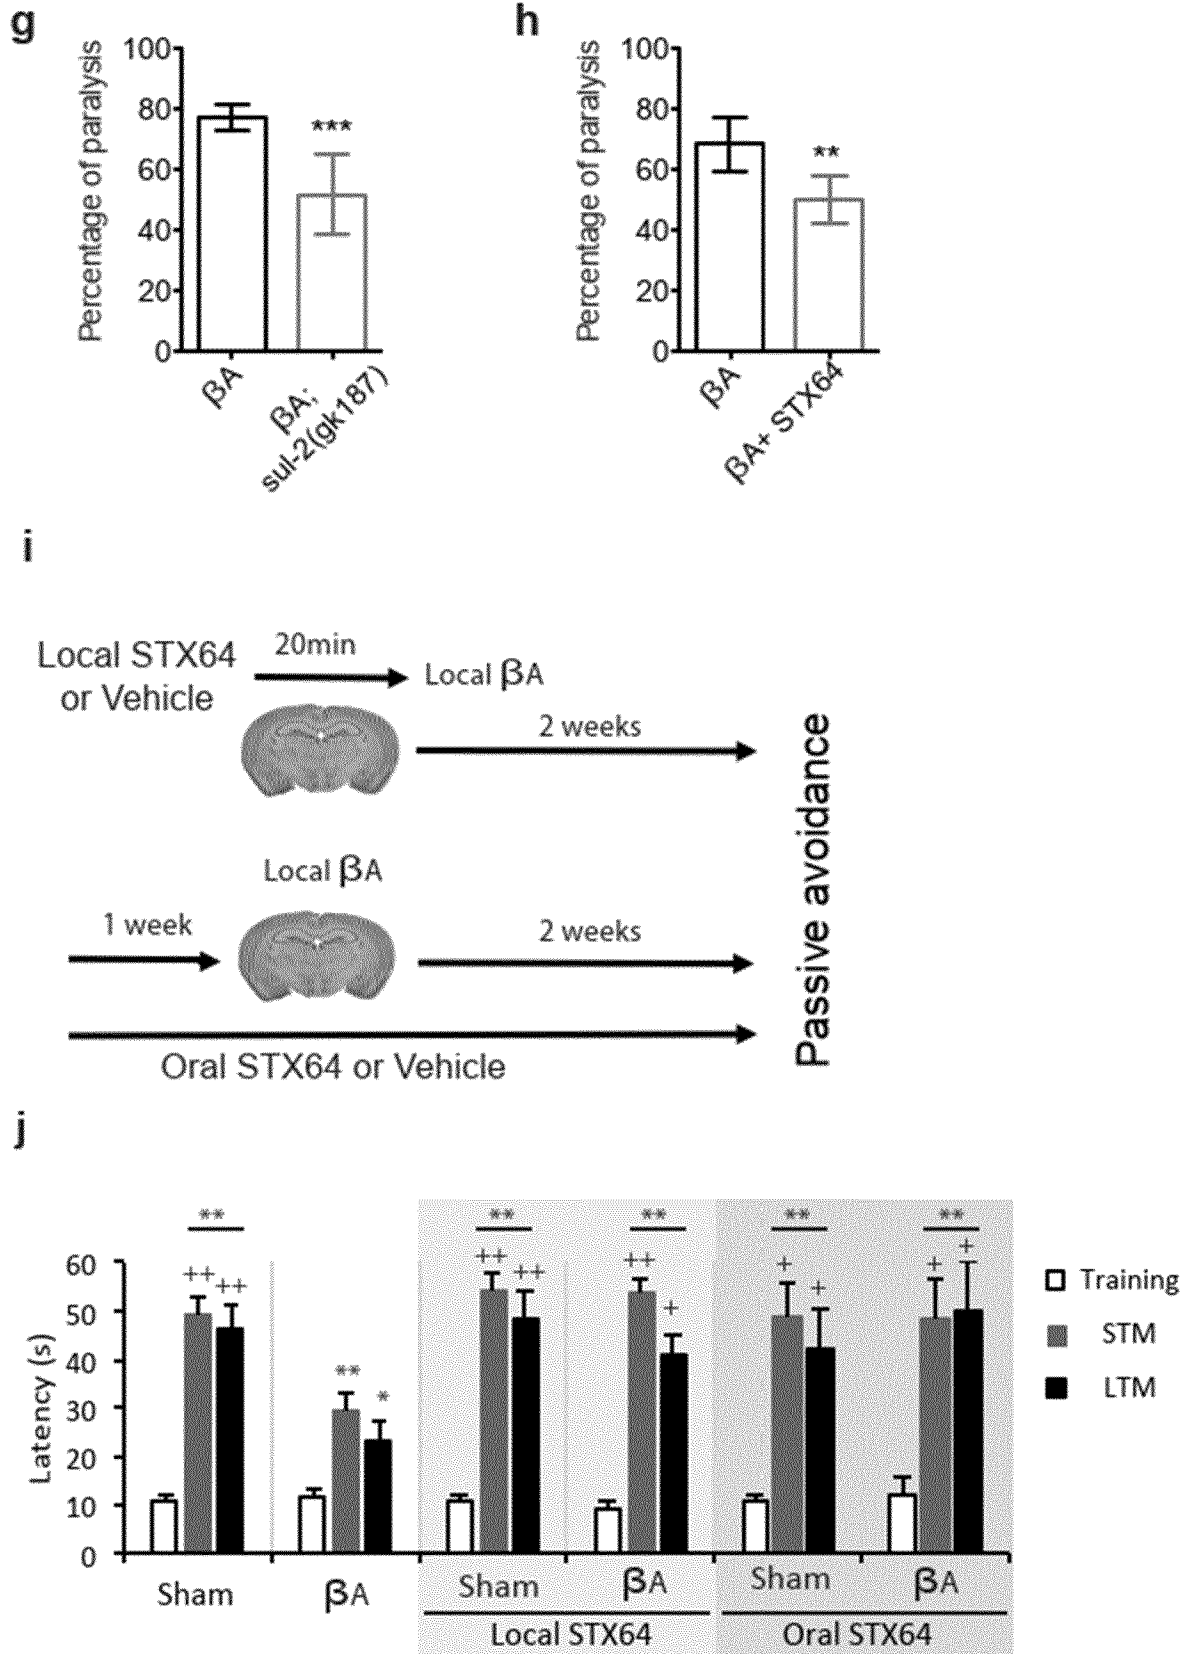 g
Percentage of paralysis
100
80
60
40
20
0
***
βA
βA;
sul-2(gk187)
h
Percentage of paralysis
100
80
60
40
20
0
**
βA
βA+ STX64
i
Local STX64
or Vehicle
20min
Local βA
2 weeks
Local βA
1 week
2 weeks
Oral STX64 or Vehicle
Passive avoidance
j
Latency (s)
60
50
40
30
20
10
0
**
++
++
**
*
**
++
++
**
++
+
**
+
+
**
+
+
Training
STM
LTM
Sham
βA
Sham
βA
Sham
βA
Local STX64
Oral STX64